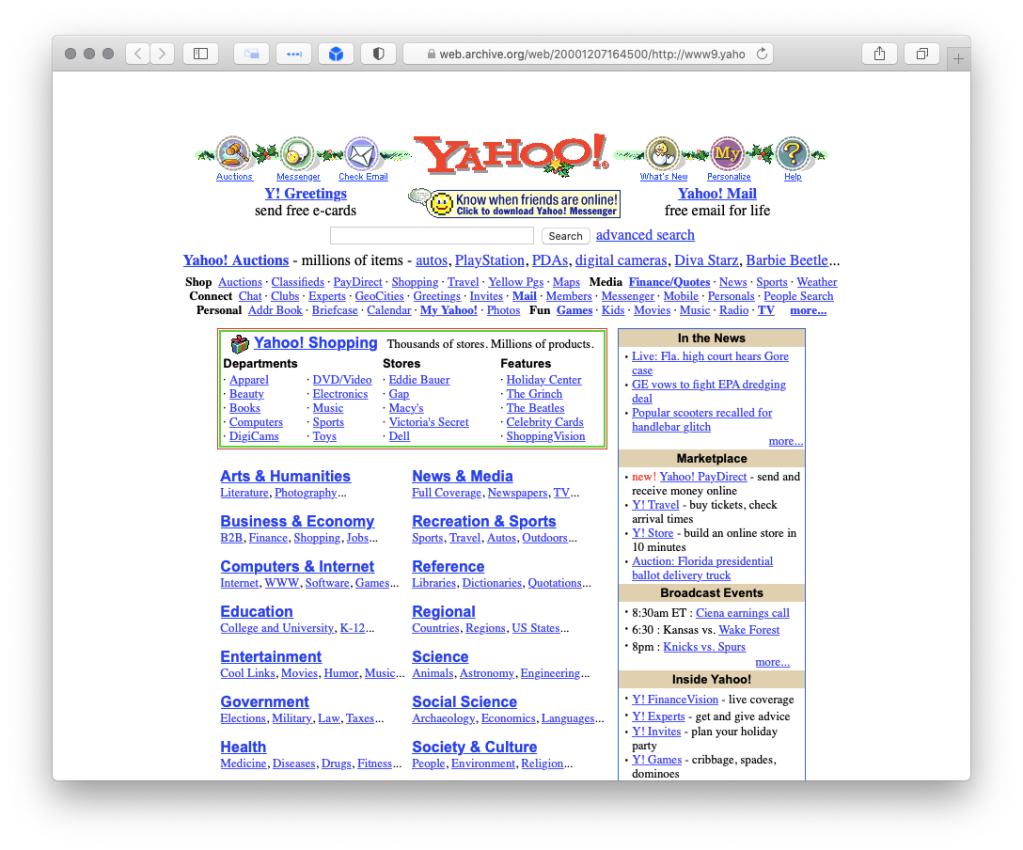 web.archive.org/web/20001207164500/http://www9.yaho
YAHOO!
My
?
Auctions Messenger Check Email What's New Personalize Help
Y! Greetings
send free e-cards
Know when friends are online!
Click to download Yahoo! Messenger
Yahoo! Mail
free email for life
Search advanced search
Yahoo! Auctions - millions of items - autos, PlayStation, PDAs, digital cameras, Diva Starz, Barbie Beetle...
Shop Auctions · Classifieds · PayDirect · Shopping · Travel · Yellow Pgs · Maps Media Finance/Quotes · News · Sports · Weather
Connect Chat · Clubs · Experts · GeoCities · Greetings · Invites · Mail · Members · Messenger · Mobile · Personals · People Search
Personal Addr Book · Briefcase · Calendar · My Yahoo! · Photos Fun Games · Kids · Movies · Music · Radio · TV more...
Yahoo! Shopping Thousands of stores. Millions of products.
Departments Stores Features
· Apparel · DVD/Video · Eddie Bauer · Holiday Center
· Beauty · Electronics · Gap · The Grinch
· Books · Music · Macy's · The Beatles
· Computers · Sports · Victoria's Secret · Celebrity Cards
· DigiCams · Toys · Dell · ShoppingVision
Arts & Humanities
Literature, Photography...
News & Media
Full Coverage, Newspapers, TV...
Business & Economy
B2B, Finance, Shopping, Jobs...
Recreation & Sports
Sports, Travel, Autos, Outdoors...
Computers & Internet
Internet, WWW, Software, Games...
Reference
Libraries, Dictionaries, Quotations...
Education
College and University, K-12...
Regional
Countries, Regions, US States...
Entertainment
Cool Links, Movies, Humor, Music...
Science
Animals, Astronomy, Engineering...
Government
Elections, Military, Law, Taxes...
Social Science
Archaeology, Economics, Languages...
Health
Medicine, Diseases, Drugs, Fitness...
Society & Culture
People, Environment, Religion...
In the News
· Live: Fla. high court hears Gore
case
· GE vows to fight EPA dredging
deal
· Popular scooters recalled for
handlebar glitch
more...
Marketplace
· new! Yahoo! PayDirect - send and
receive money online
· Y! Travel - buy tickets, check
arrival times
· Y! Store - build an online store in
10 minutes
· Auction: Florida presidential
ballot delivery truck
Broadcast Events
· 8:30am ET : Ciena earnings call
· 6:30 : Kansas vs. Wake Forest
· 8pm : Knicks vs. Spurs
more...
Inside Yahoo!
· Y! FinanceVision - live coverage
· Y! Experts - get and give advice
· Y! Invites - plan your holiday
party
· Y! Games - cribbage, spades,
dominoes